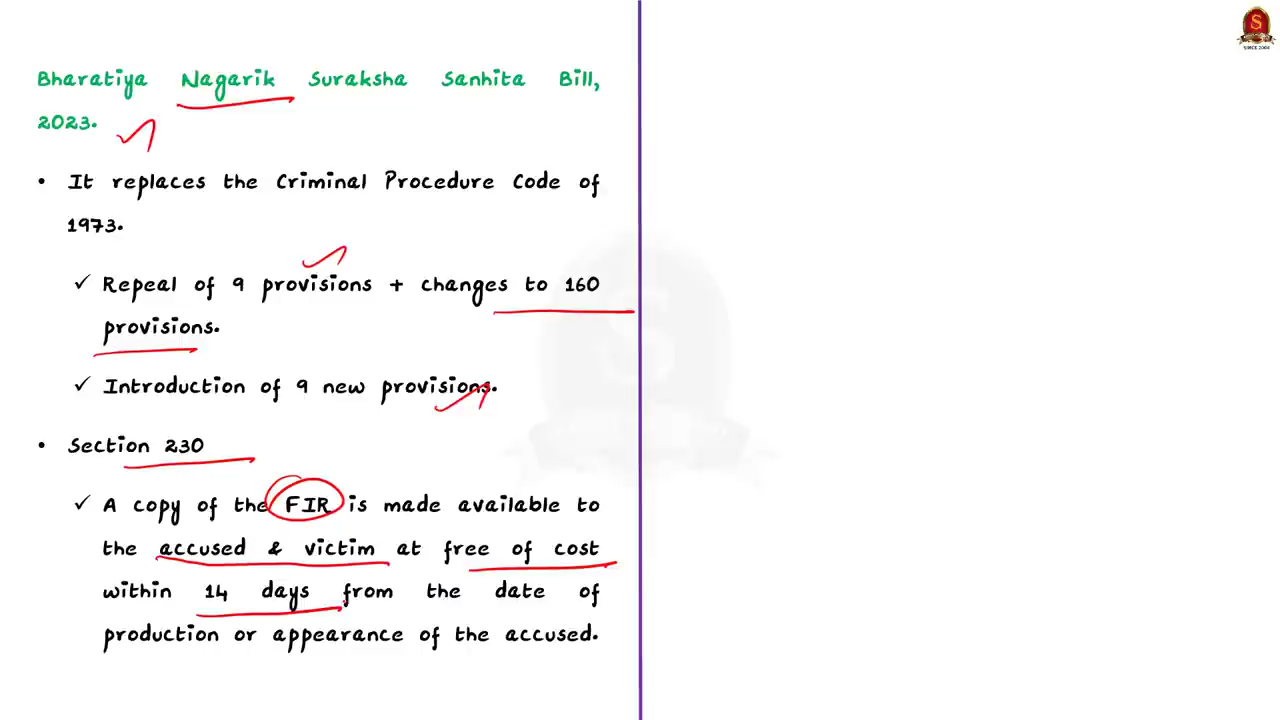 Bharatiya Nagarik Suraksha Sanhita Bill,
2023.
• It replaces the Criminal Procedure Code of
1973.
✓ Repeal of 9 provisions + changes to 160
provisions.
✓ Introduction of 9 new provisions.
• Section 230
✓ A copy of the FIR is made available to
the accused & victim at free of cost
within 14 days from the date of
production or appearance of the accused.
S
SINCE 2004